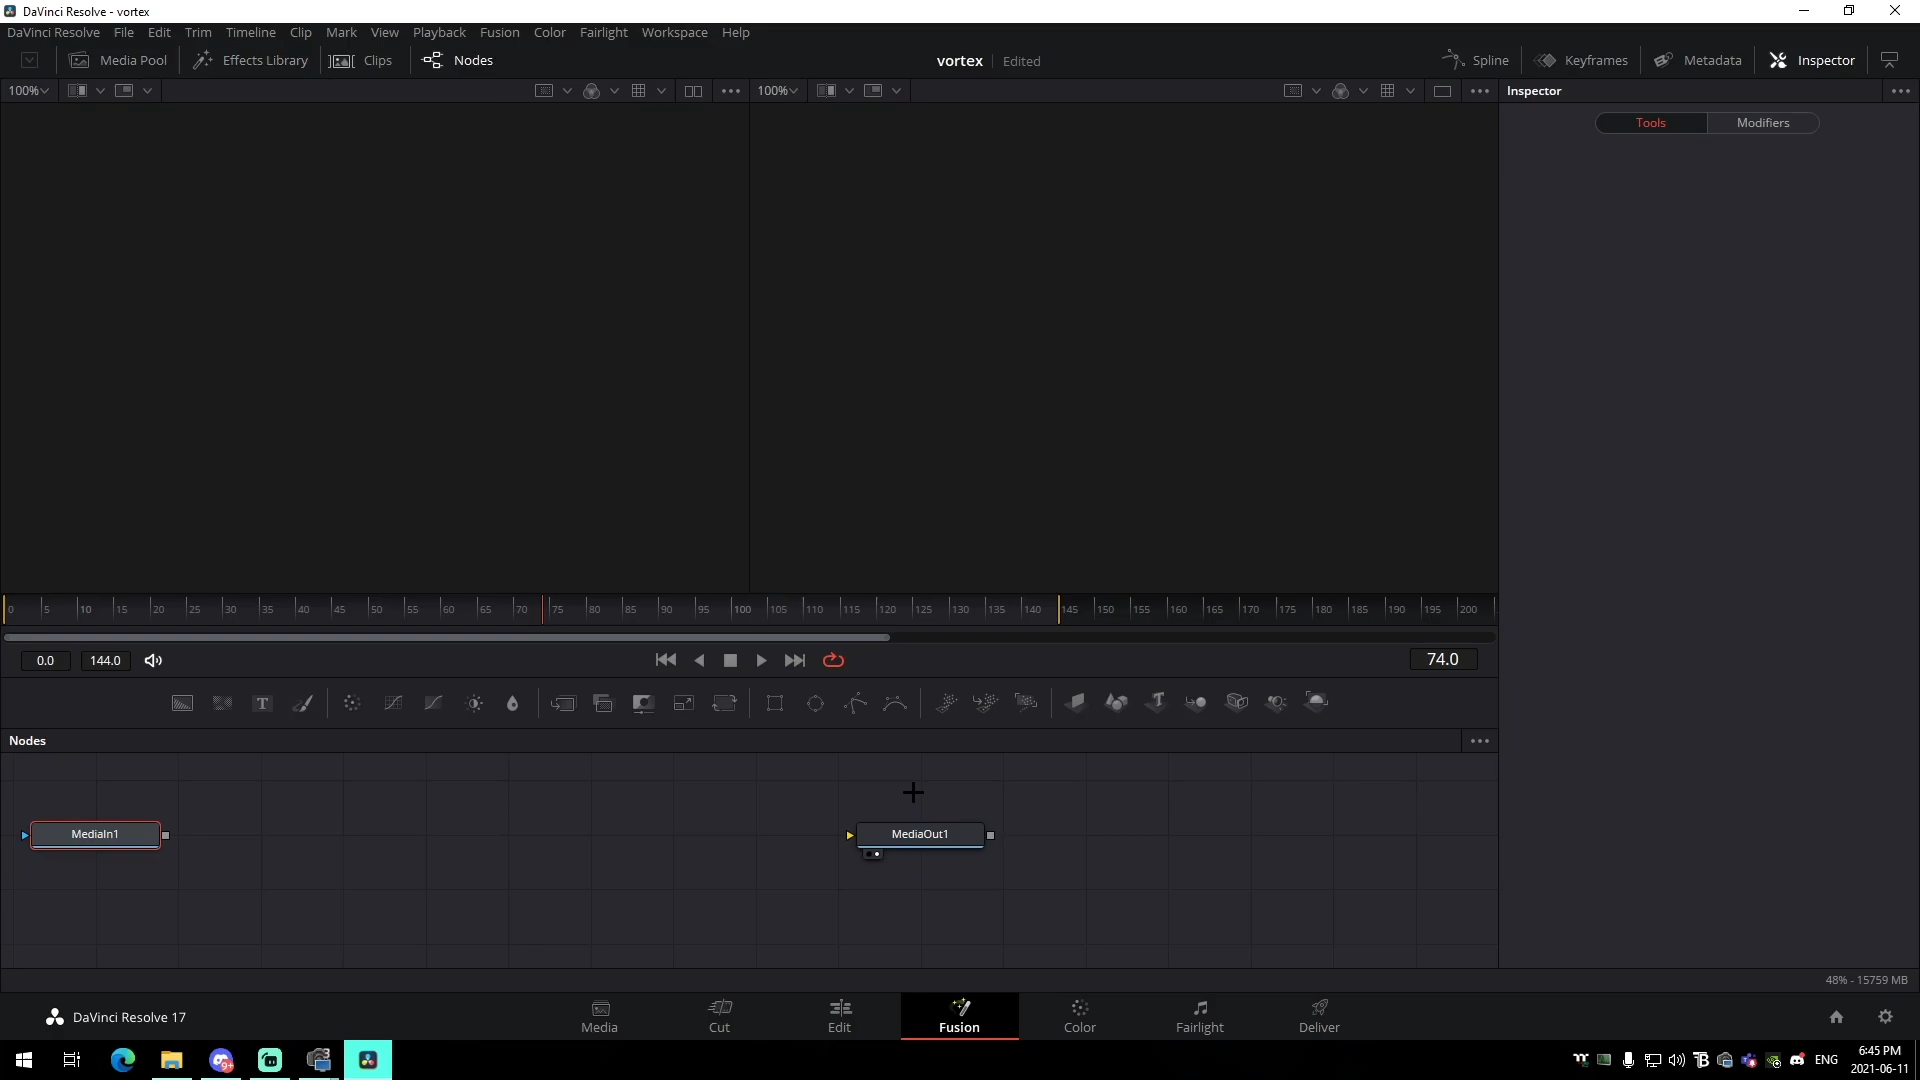 DaVinci Resolve - vortex
DaVinci Resolve File Edit Trim Timeline Clip Mark View Playback Fusion Color Fairlight Workspace Help
Media Pool Effects Library Clips Nodes vortex Edited Spline Keyframes Metadata Inspector
100% 100% Inspector
Tools Modifiers
0 5 10 15 20 25 30 35 40 45 50 55 60 65 70 75 80 85 90 95 100 105 110 115 120 125 130 135 140 145 150 155 160 165 170 175 180 185 190 195 200
0.0 144.0 74.0
T T
Nodes
MediaIn1 MediaOut1
48% - 15759 MB
DaVinci Resolve 17 Media Cut Edit Fusion Color Fairlight Deliver
9+ 3 ENG 6:45 PM
2021-06-11